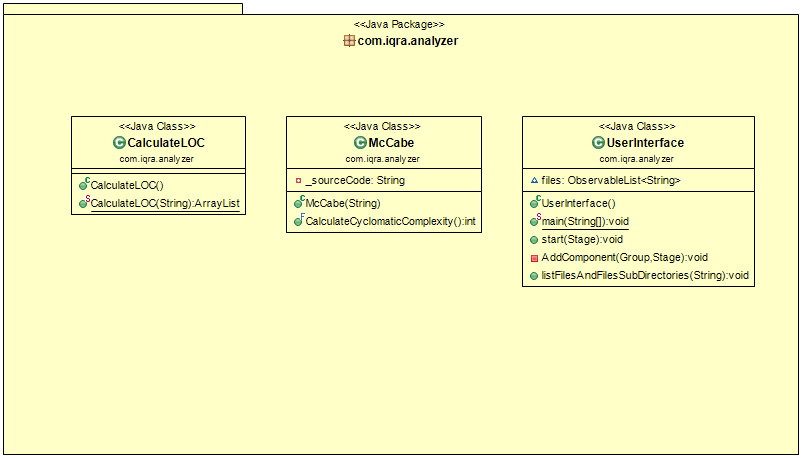 <<Java Package>>
com.iqra.analyzer
<<Java Class>>
C CalculateLOC
com.iqra.analyzer
C CalculateLOC()
S CalculateLOC(String):ArrayList
<<Java Class>>
C McCabe
com.iqra.analyzer
_sourceCode: String
C McCabe(String)
F CalculateCyclomaticComplexity():int
<<Java Class>>
C UserInterface
com.iqra.analyzer
files: ObservableList<String>
C UserInterface()
S main(String[]):void
start(Stage):void
AddComponent(Group,Stage):void
listFilesAndFilesSubDirectories(String):void